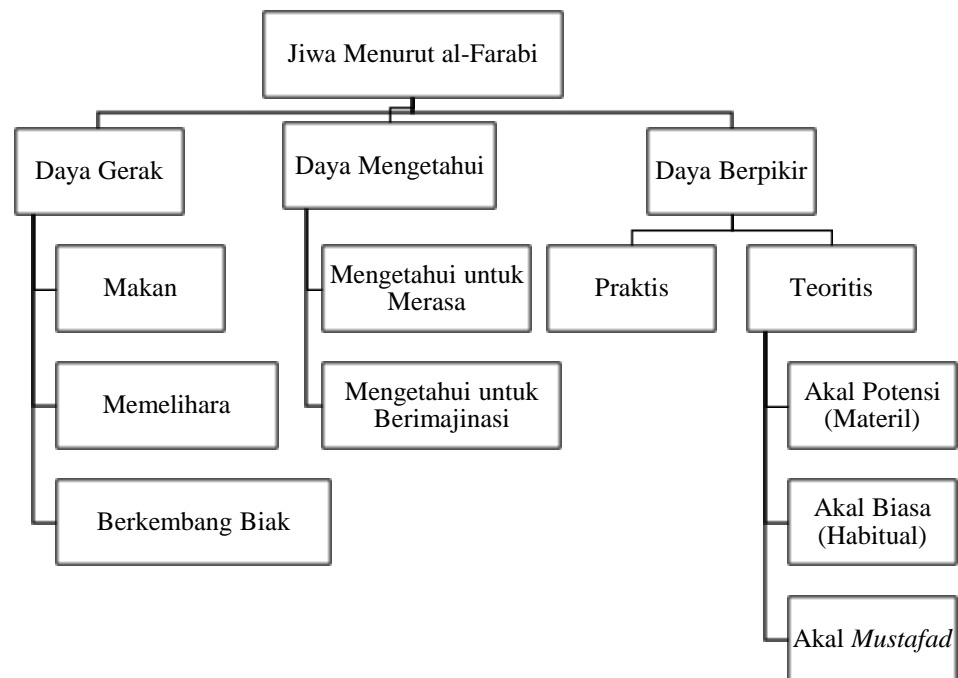 Jiwa Menurut al-Farabi
Daya Gerak
Makan
Memelihara
Berkembang Biak
Daya Mengetahui
Mengetahui untuk
Merasa
Mengetahui untuk
Berimajinasi
Daya Berpikir
Praktis
Teoritis
Akal Potensi
(Materil)
Akal Biasa
(Habitual)
Akal Mustafad